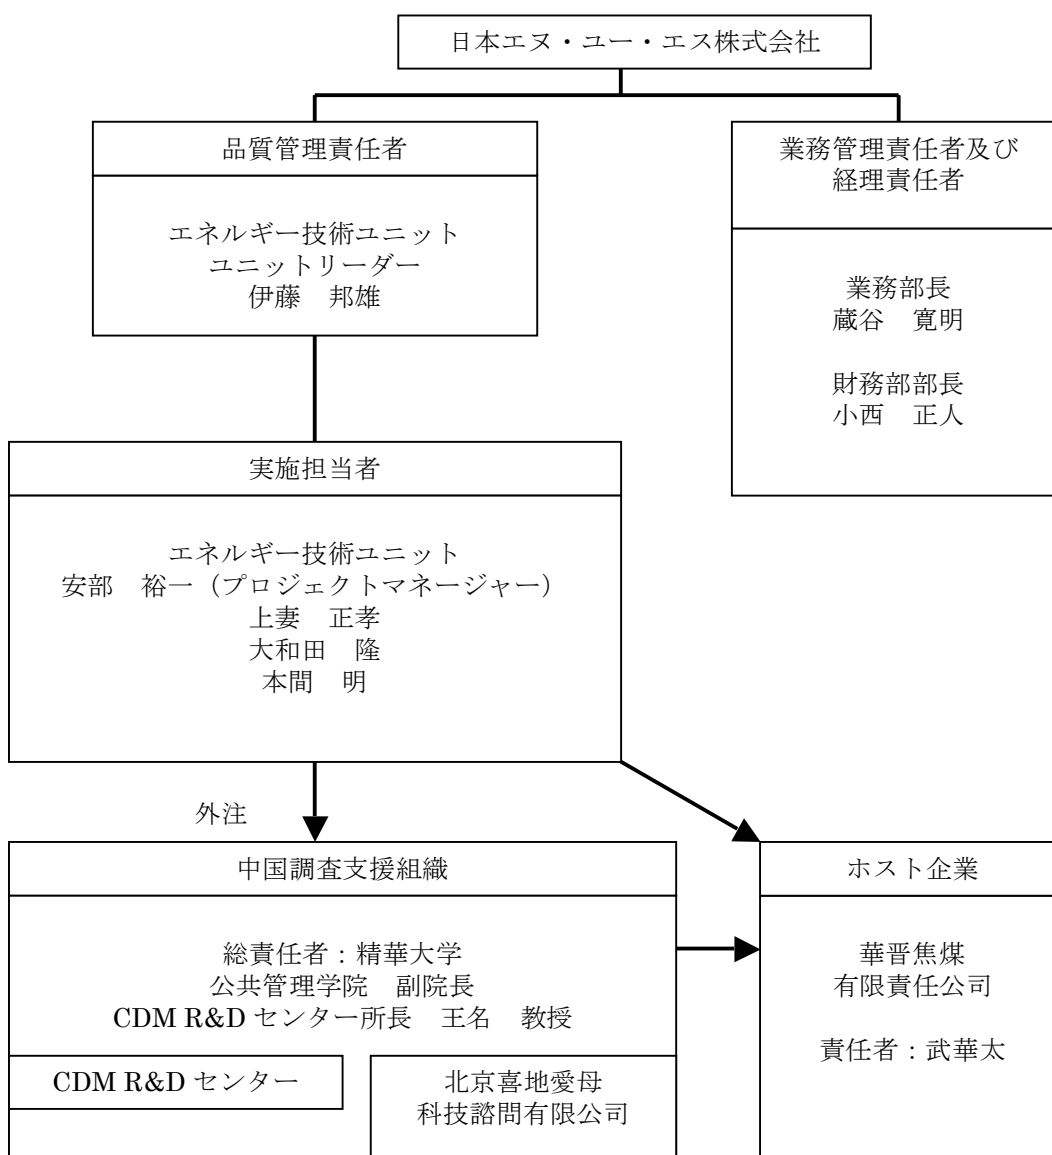 日本エヌ・ユー・エス株式会社
品質管理責任者
エネルギー技術ユニット
ユニットリーダー
伊藤　邦雄
業務管理責任者及び
経理責任者
業務部長
蔵谷　寛明
財務部部長
小西　正人
実施担当者
エネルギー技術ユニット
安部　裕一（プロジェクトマネージャー）
上妻　正孝
大和田　隆
本間　明
外注
中国調査支援組織
総責任者：精華大学
公共管理学院　副院長
CDM R&D センター所長　王名　教授
CDM R&D センター
北京喜地愛母
科技諮問有限公司
ホスト企業
華晋焦煤
有限責任公司
責任者：武華太